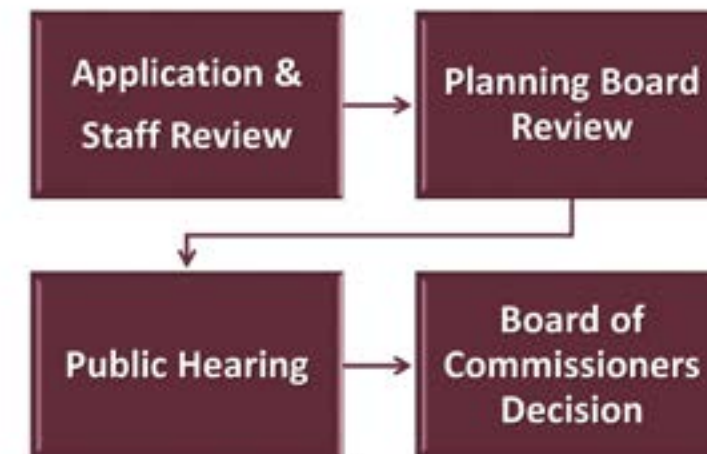 Application &
Staff Review
Planning Board
Review
Public Hearing
Board of
Commissioners
Decision